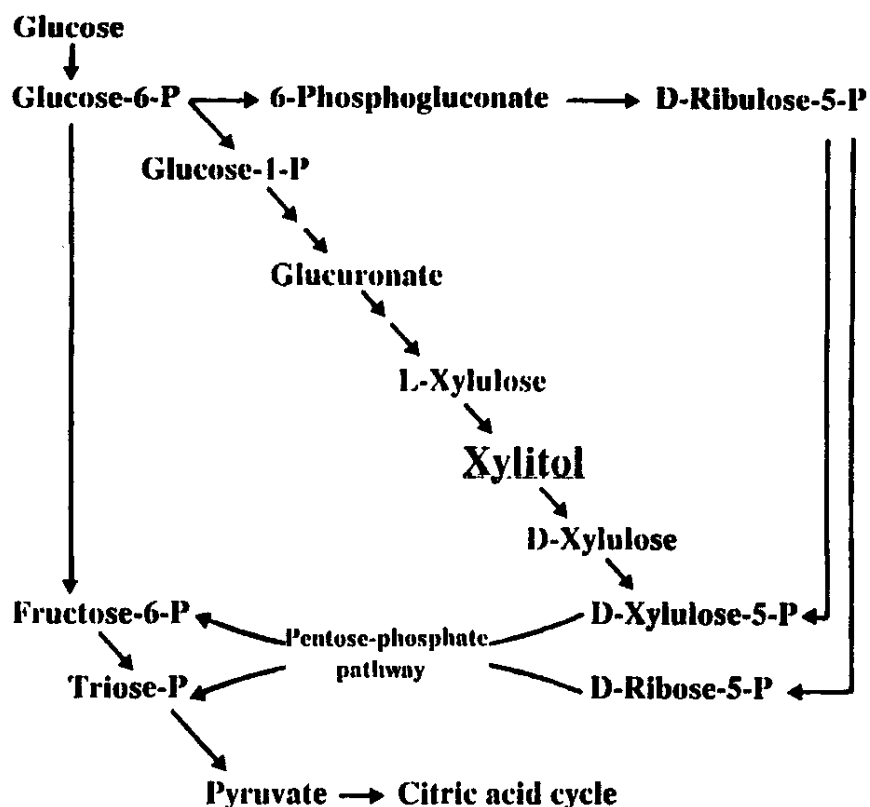 Glucose
Glucose-6-P → 6-Phosphogluconate → D-Ribulose-5-P
Glucose-1-P
Glucuronate
L-Xylulose
Xylitol
D-Xylulose
Fructose-6-P
D-Xylulose-5-P
Pentose-phosphate
pathway
Triose-P
D-Ribose-5-P
Pyruvate → Citric acid cycle